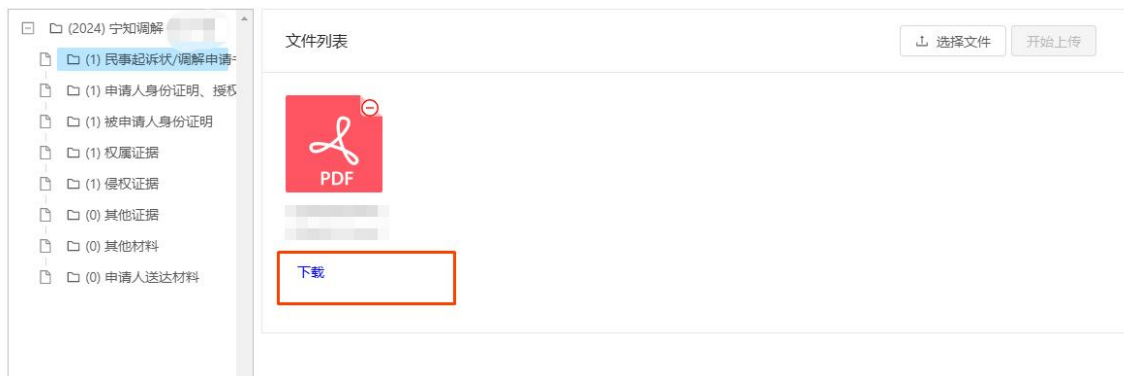 (2024) 宁知调解
(1) 民事起诉状/调解申请
(1) 申请人身份证明、授权
(1) 被申请人身份证明
(1) 权属证据
(1) 侵权证据
(0) 其他证据
(0) 其他材料
(0) 申请人送达材料
文件列表
选择文件
开始上传
PDF
下载